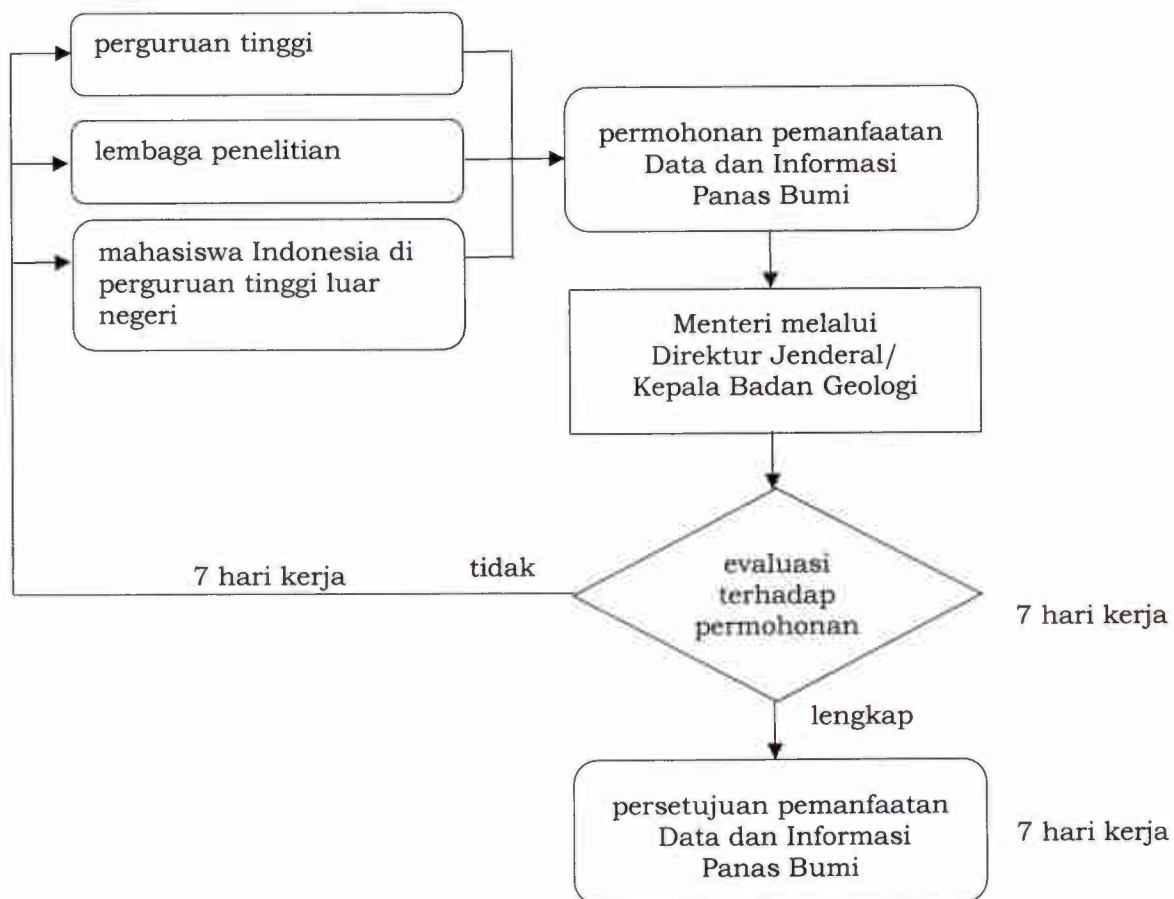 perguruan tinggi
lembaga penelitian
mahasiswa Indonesia di
perguruan tinggi luar
negeri
permohonan pemanfaatan
Data dan Informasi
Panas Bumi
Menteri melalui
Direktur Jenderal/
Kepala Badan Geologi
evaluasi
terhadap
permohonan
7 hari kerja
tidak
7 hari kerja
lengkap
persetujuan pemanfaatan
Data dan Informasi
Panas Bumi
7 hari kerja